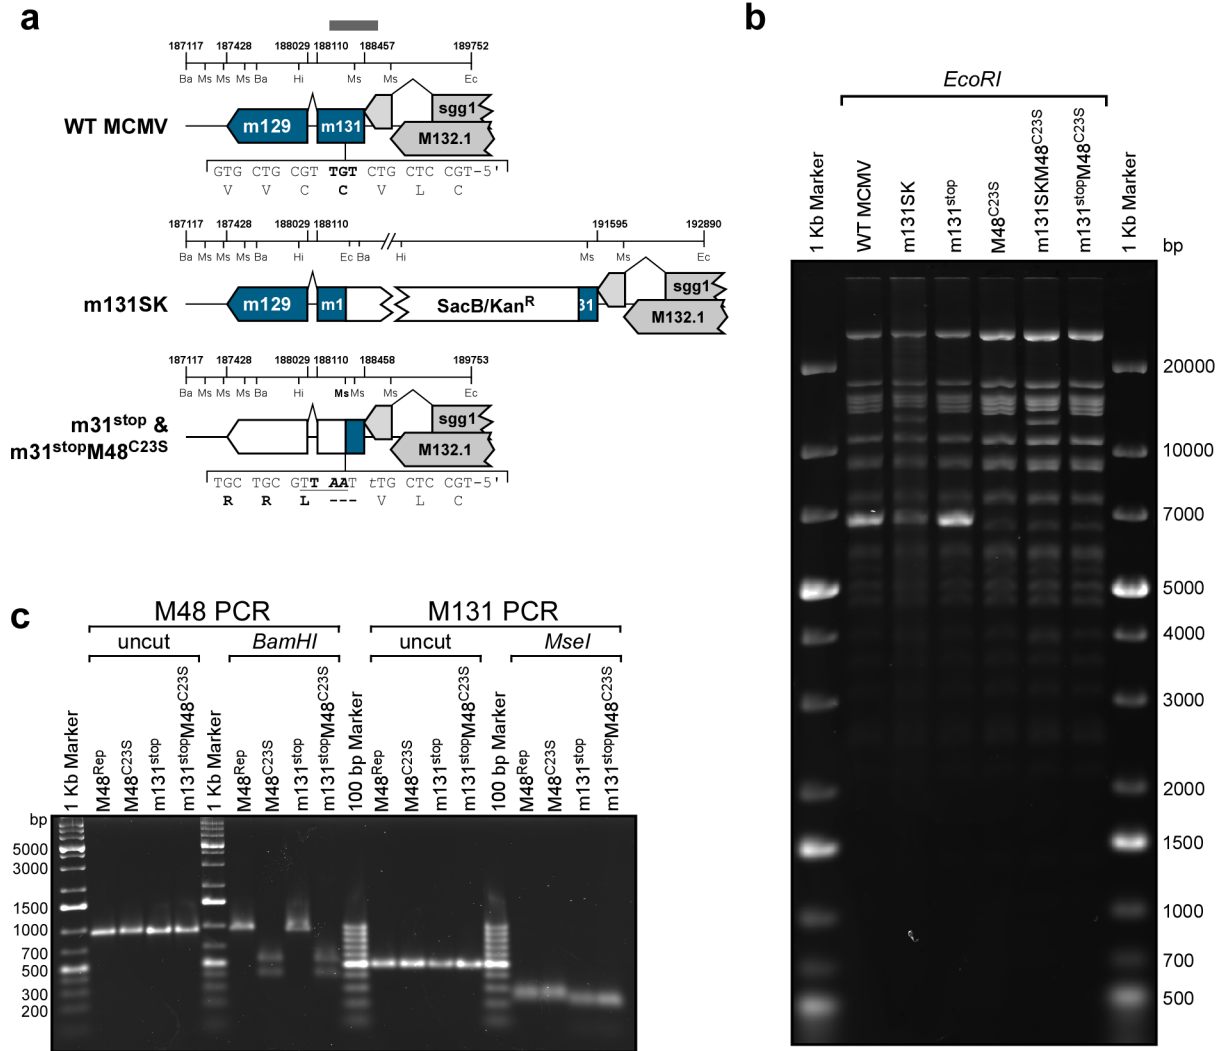 a
187117 187428 188029 188110 188457 189752
Ba Ms Ms Ms Ba Hi Ms Ms Ec
WT MCMV
m129 m131 sgg1
M132.1
GTG CTG CGT TGT CTG CTC CGT-5'
V V C C V L C
187117 187428 188029 188110 191595 192890
Ba Ms Ms Ms Ba Hi Ec Ba Hi Ms Ms Ec
m131SK
m129 m1 SacB/KanR 31 sgg1
M132.1
187117 187428 188029 188110 188458 189753
Ba Ms Ms Ms Ba Hi Ms Ms Ms Ec
m31stop &
m31stopM48C23S
sgg1
M132.1
TGC TGC GTT AAT tTG CTC CGT-5'
R R L --- V L C
b
EcoRI
1 Kb Marker
WT MCMV
m131SK
m131stop
M48C23S
m131SKM48C23S
m131stopM48C23S
1 Kb Marker
bp
20000
10000
7000
5000
4000
3000
2000
1500
1000
700
500
c
M48 PCR M131 PCR
uncut BamHI uncut MseI
1 Kb Marker
M48Rep
M48C23S
m131stop
m131stopM48C23S
1 Kb Marker
M48Rep
M48C23S
m131stop
m131stopM48C23S
100 bp Marker
M48Rep
M48C23S
m131stop
m131stopM48C23S
100 bp Marker
M48Rep
M48C23S
m131stop
m131stopM48C23S
bp
5000
3000
1500
1000
700
500
300
200